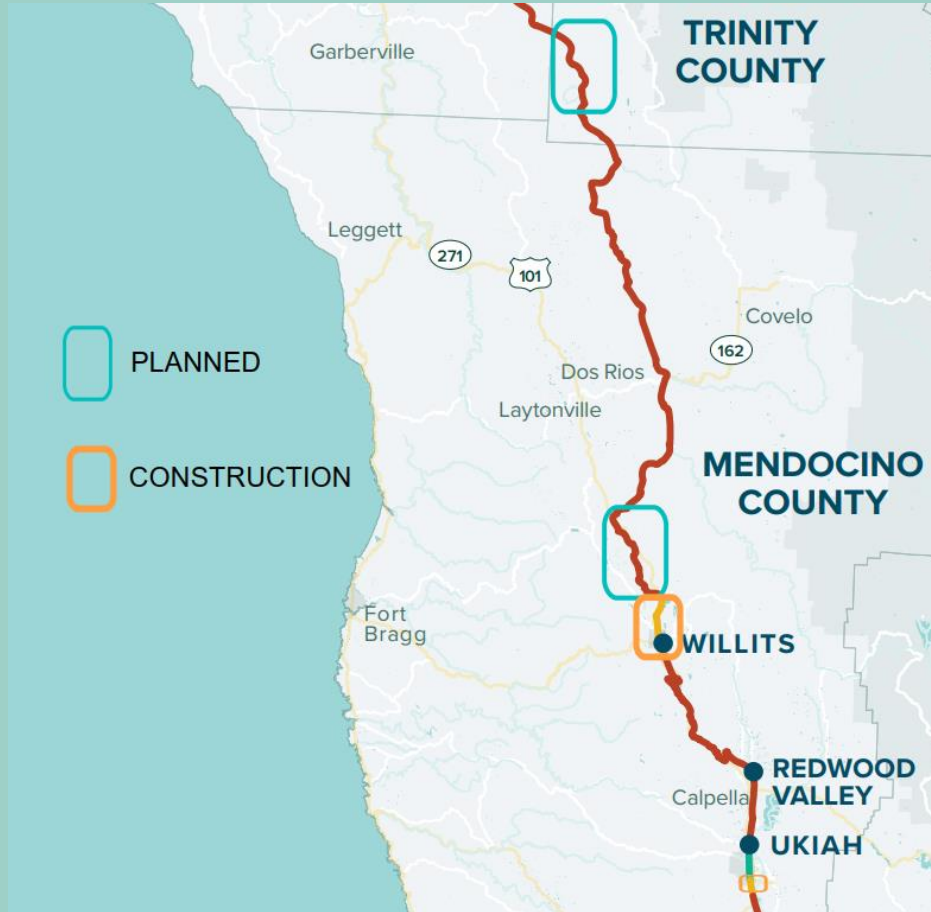 TRINITY
COUNTY
Garberville
Leggett
271
101
Covelo
162
PLANNED
Dos Rios
Laytonville
CONSTRUCTION
MENDOCINO
COUNTY
Fort
Bragg
WILLITS
REDWOOD
VALLEY
Calpella
UKIAH